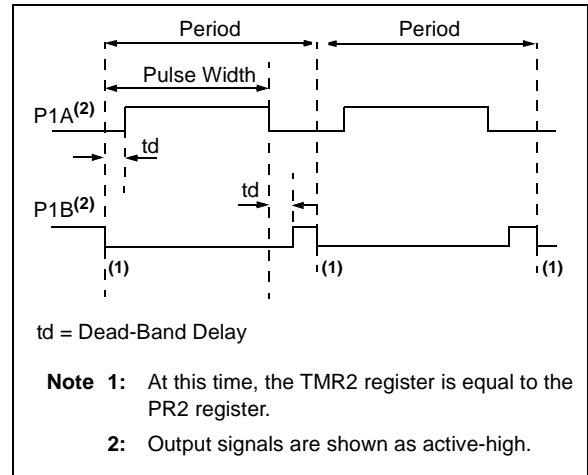 Period Period
Pulse Width
P1A(2)
td
td
P1B(2)
(1) (1) (1)
td = Dead-Band Delay
Note 1: At this time, the TMR2 register is equal to the
PR2 register.
2: Output signals are shown as active-high.